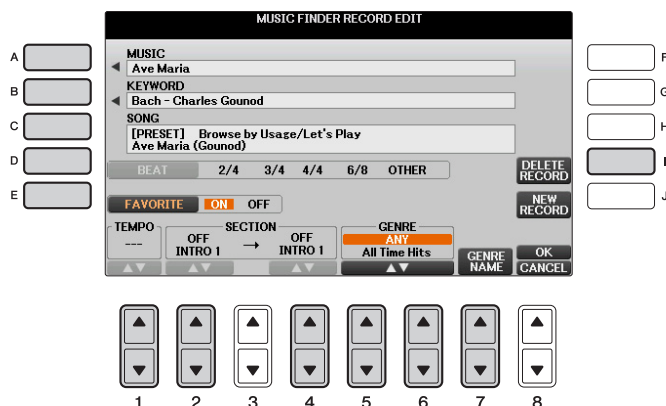 MUSIC FINDER RECORD EDIT
MUSIC
Ave Maria
KEYWORD
Bach - Charles Gounod
SONG
[PRESET] Browse by Usage/Let's Play
Ave Maria (Gounod)
BEAT 2/4 3/4 4/4 6/8 OTHER
DELETE
RECORD
FAVORITE ON OFF
NEW
RECORD
TEMPO SECTION GENRE
--- OFF → OFF ANY
INTRO 1 INTRO 1 All Time Hits
GENRE
NAME
OK
CANCEL
A
B
C
D
E
F
G
H
I
J
1 2 3 4 5 6 7 8